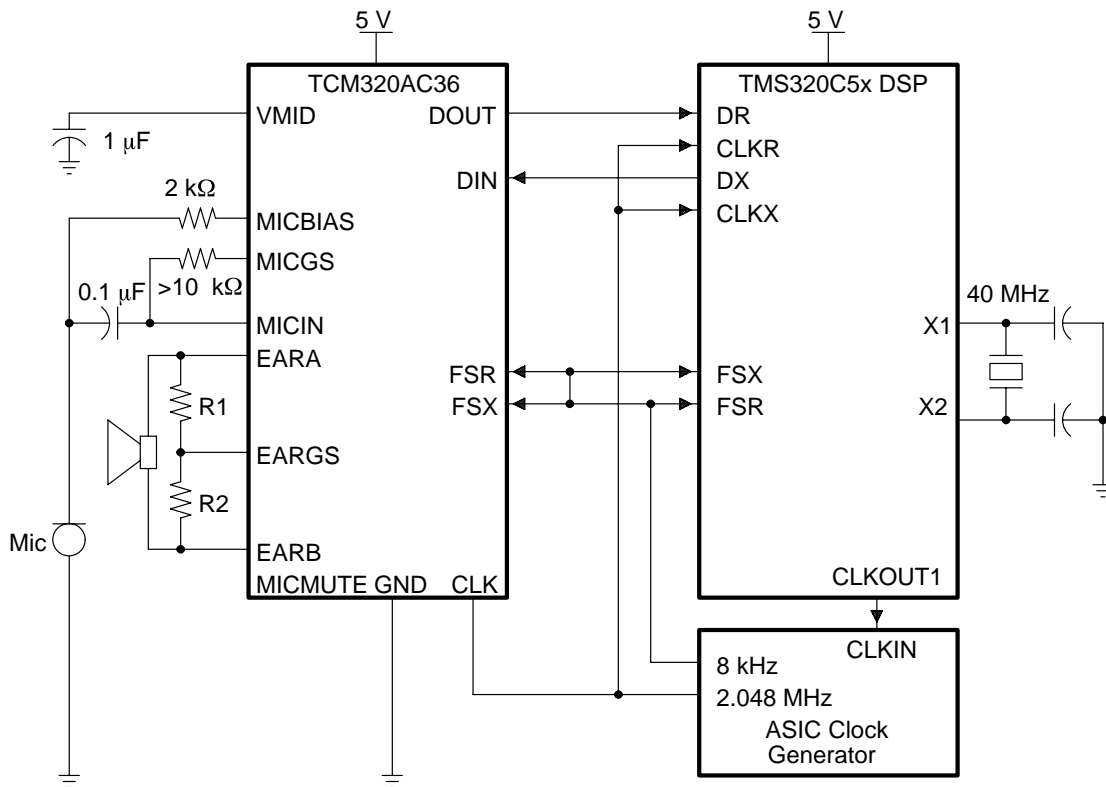 5 V
5 V
TCM320AC36
TMS320C5x DSP
VMID
DOUT
DR
1 μF
CLKR
DIN
DX
2 kΩ
CLKX
MICBIAS
MICGS
0.1 μF
>10 kΩ
40 MHz
MICIN
X1
EARA
FSR
FSX
R1
FSX
FSR
X2
EARGS
R2
Mic
EARB
MICMUTE GND CLK
CLKOUT1
CLKIN
8 kHz
2.048 MHz
ASIC Clock
Generator